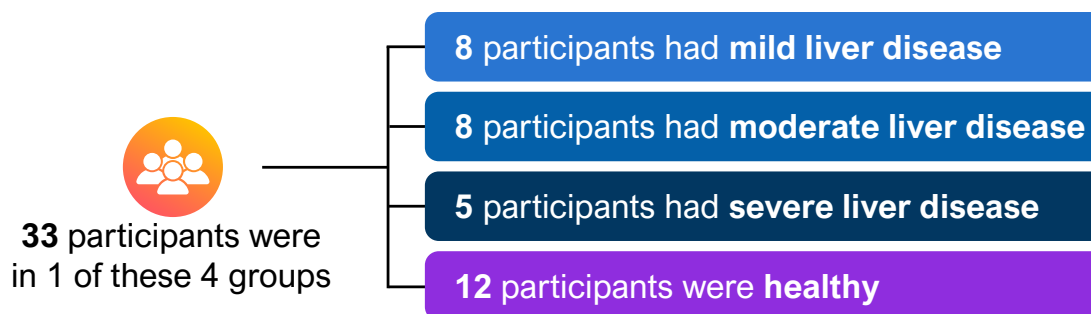 33 participants were
in 1 of these 4 groups
8 participants had mild liver disease
8 participants had moderate liver disease
5 participants had severe liver disease
12 participants were healthy